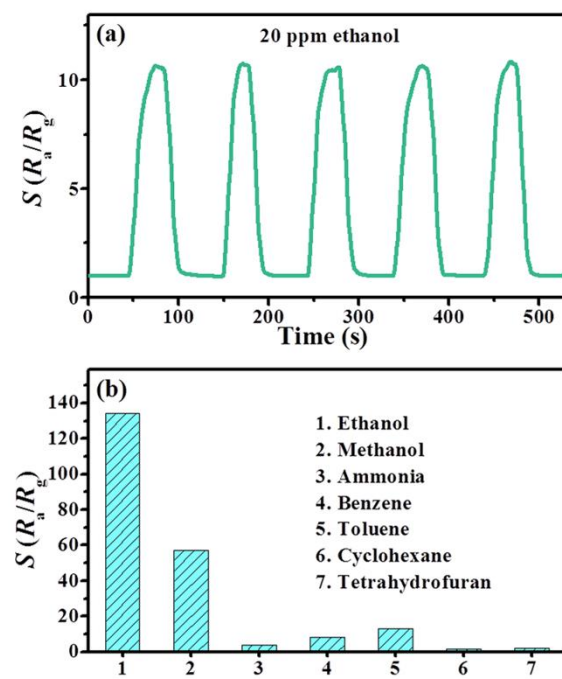 (a)
20 ppm ethanol
S (Ra/Rg)
10
5
0
0 100 200 300 400 500
Time (s)
(b)
S (Ra/Rg)
140
120
100
80
60
40
20
0
1. Ethanol
2. Methanol
3. Ammonia
4. Benzene
5. Toluene
6. Cyclohexane
7. Tetrahydrofuran
1 2 3 4 5 6 7